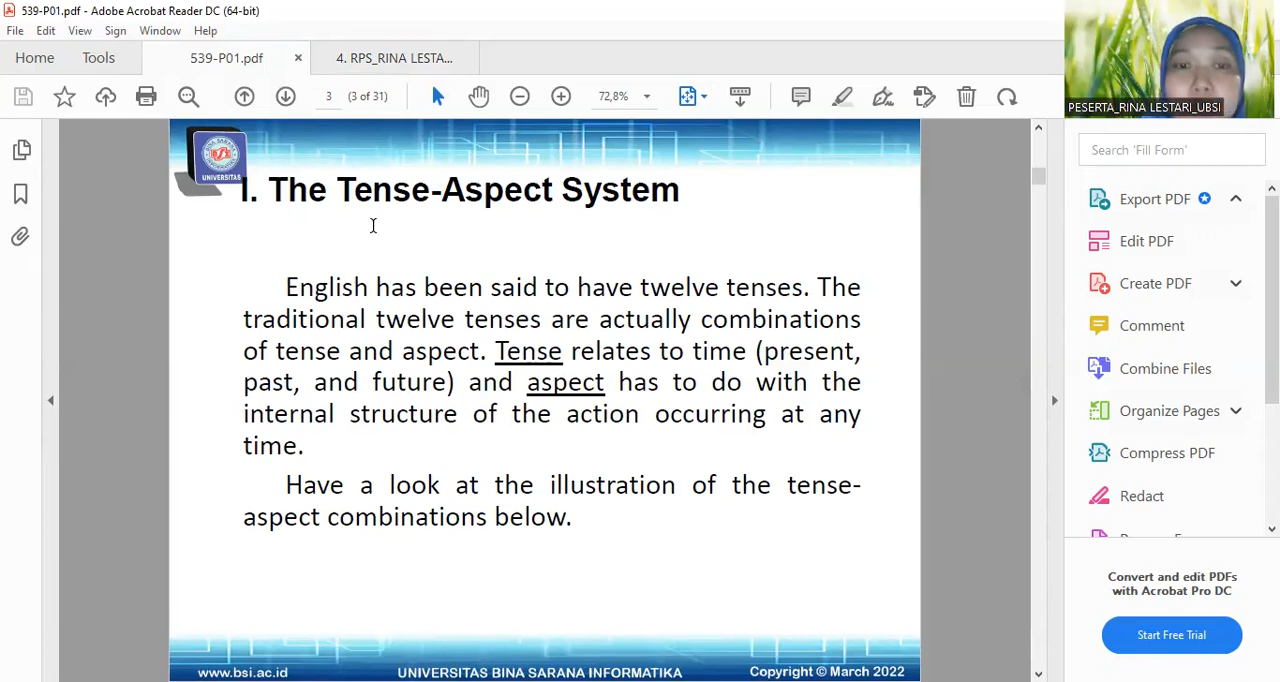 539-P01.pdf - Adobe Acrobat Reader DC (64-bit)
File Edit View Sign Window Help
Home Tools 539-P01.pdf × 4. RPS_RINA LESTA...
3 (3 of 31) 72,8%
PESERTA_RINA LESTARI_UBSI
Search 'Fill Form'
UNIVERSITAS
I. The Tense-Aspect System
English has been said to have twelve tenses. The
traditional twelve tenses are actually combinations
of tense and aspect. Tense relates to time (present,
past, and future) and aspect has to do with the
internal structure of the action occurring at any
time.
Have a look at the illustration of the tense-
aspect combinations below.
www.bsi.ac.id UNIVERSITAS BINA SARANA INFORMATIKA Copyright © March 2022
Export PDF
Edit PDF
Create PDF
Comment
Combine Files
Organize Pages
Compress PDF
Redact
Convert and edit PDFs
with Acrobat Pro DC
Start Free Trial